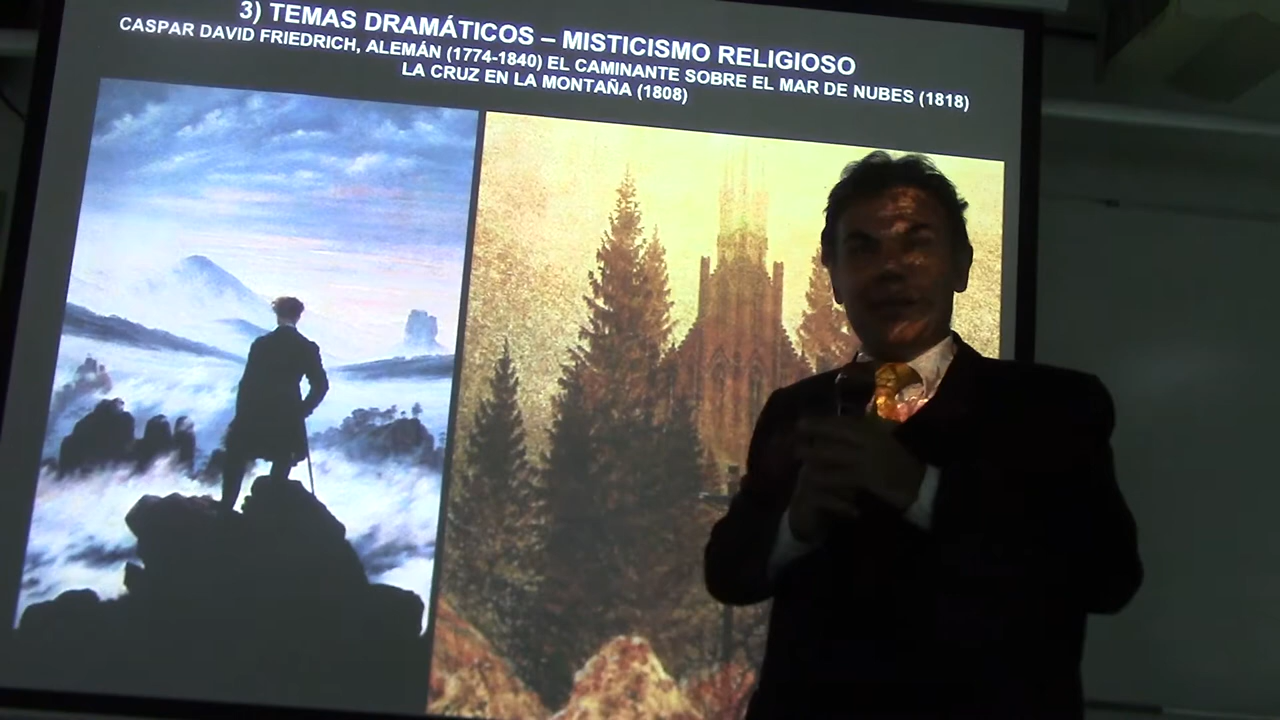 3) TEMAS DRAMÁTICOS – MISTICISMO RELIGIOSO
CASPAR DAVID FRIEDRICH, ALEMÁN (1774-1840) EL CAMINANTE SOBRE EL MAR DE NUBES (1818)
LA CRUZ EN LA MONTAÑA (1808)